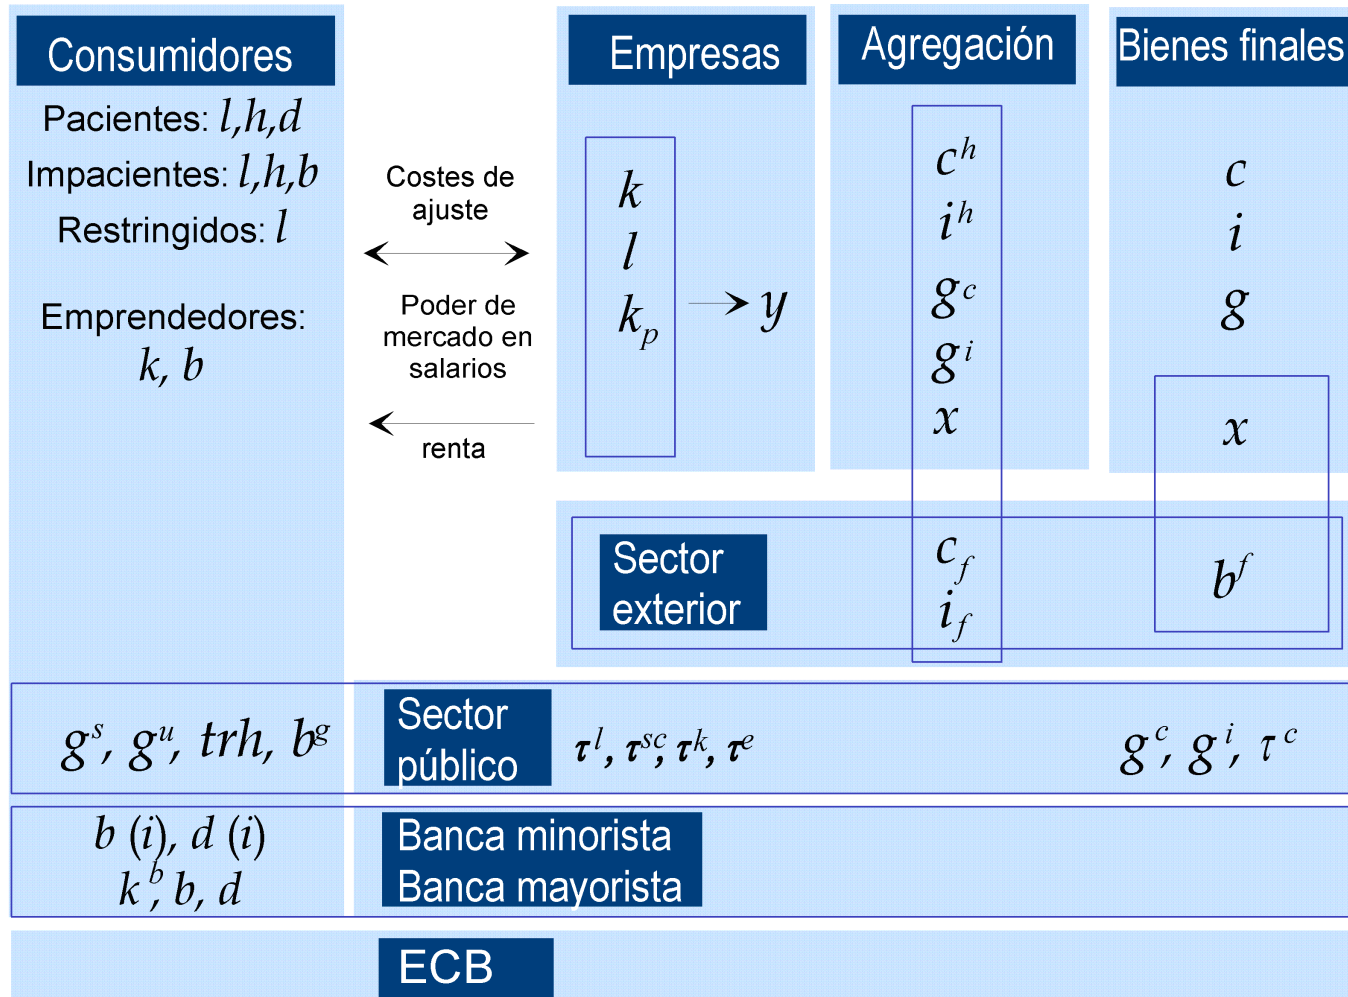 Consumidores
Pacientes: l,h,d
Impacientes: l,h,b
Restringidos: l
Emprendedores:
k, b
Costes de
ajuste
Poder de
mercado en
salarios
renta
Empresas
k
l
k_p
y
Agregación
c^h
i^h
g^c
g^i
x
Bienes finales
c
i
g
x
Sector
exterior
c_f
i_f
b^f
g^s, g^u, trh, b^g
Sector
público
τ^l, τ^sc, τ^k, τ^e
g^c, g^i, τ^c
b (i), d (i)
k^b, b, d
Banca minorista
Banca mayorista
ECB